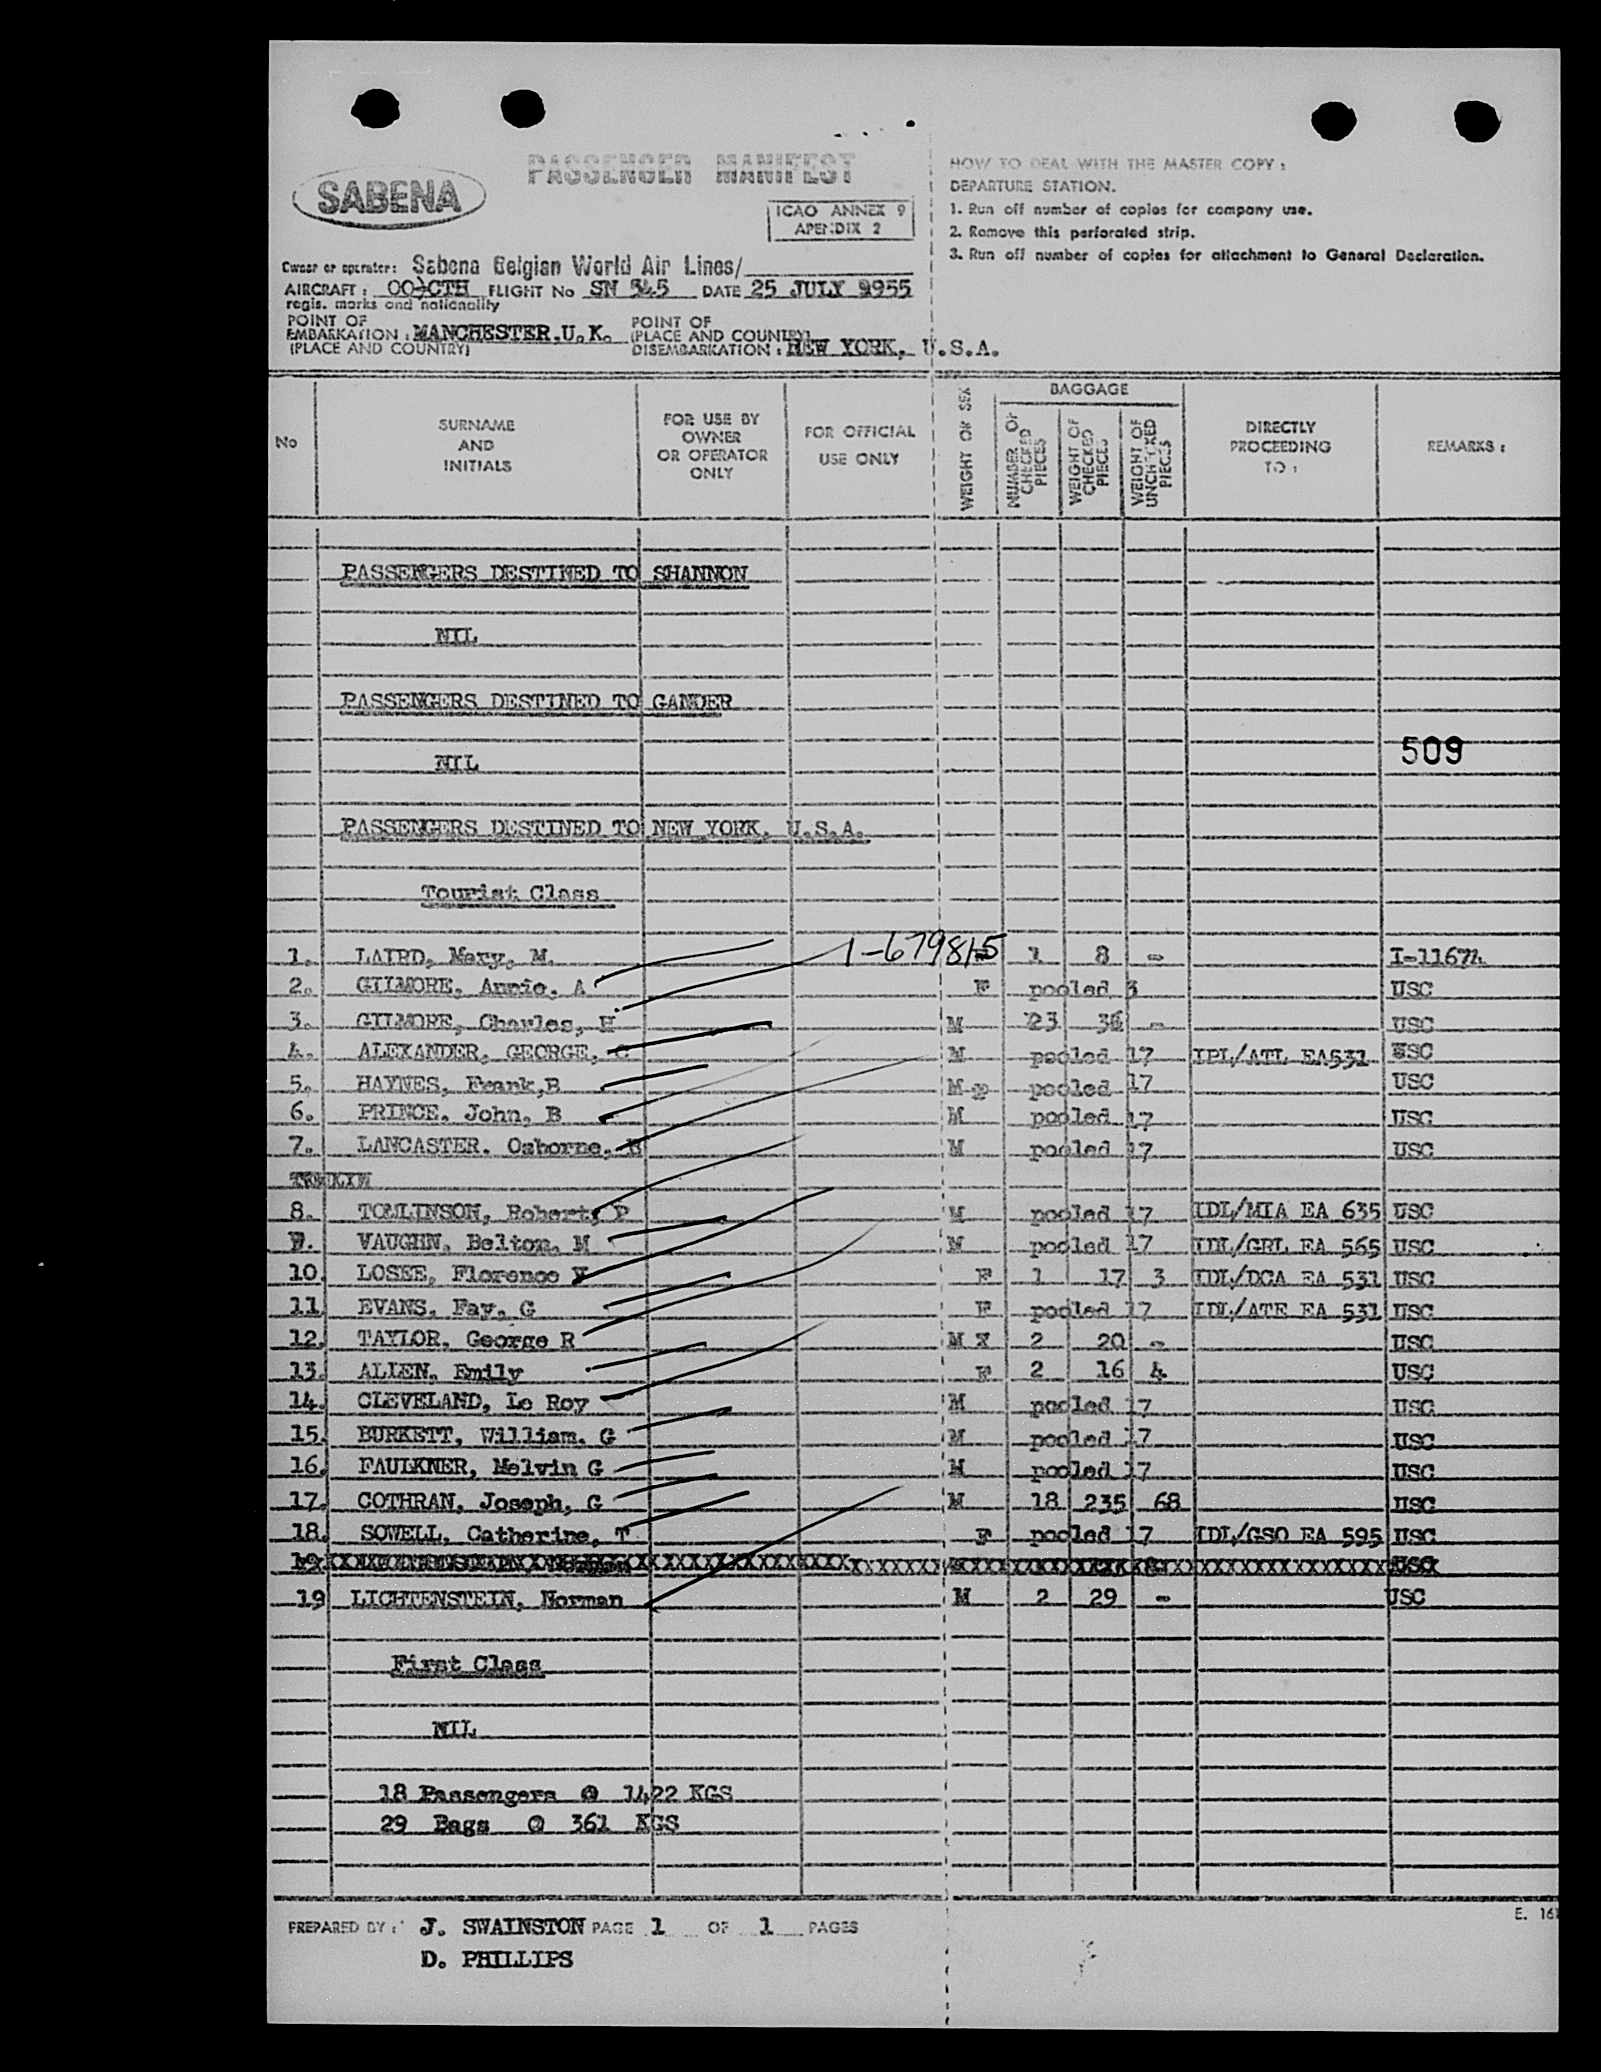 PASSENGER MANIFEST
SABENA
ICAO ANNEX 9
APENDIX 2
HOW TO DEAL WITH THE MASTER COPY :
DEPARTURE STATION.
1. Run off number of copies for company use.
2. Remove this perforated strip.
3. Run off number of copies for attachment to General Declaration.
Owner or operator: Sabena Belgian World Air Lines/
AIRCRAFT : OO-CTH FLIGHT No SN 545 DATE 25 JULY 1955
regis. marks and nationality
POINT OF EMBARKATION : MANCHESTER.U.K.
(PLACE AND COUNTRY)
POINT OF
(PLACE AND COUNTRY)
DISEMBARKATION : NEW YORK, U.S.A.
No
SURNAME AND INITIALS
FOR USE BY OWNER OR OPERATOR ONLY
FOR OFFICIAL USE ONLY
WEIGHT OR SEX
BAGGAGE
NUMBER OF CHECKED PIECES
WEIGHT OF CHECKED PIECES
WEIGHT OF UNCHECKED PIECES
DIRECTLY PROCEEDING TO :
REMARKS :
PASSENGERS DESTINED TO SHANNON
NIL
PASSENGERS DESTINED TO GANDER
509
NIL
PASSENGERS DESTINED TO NEW YORK, U.S.A.
Tourist Class
1. LAIRD, Mary, M. 1-679815 1 8 -
2. GILMORE, Annie, A F pooled 3 USC
3. GILMORE, Charles, H M 23 36 - USC
4. ALEXANDER, GEORGE, C M pooled 17 IPL/ATL EA531 USC
5. HAYNES, Frank,B M pooled 17 USC
6. PRINCE, John, B M pooled 17 USC
7. LANCASTER. Osborne, M pooled 17 USC
8. TOMLINSON, Robert, P M pooled 17 IDL/MIA EA 635 USC
9. VAUGHN, Belton, M M pooled 17 IDL/GRL EA 565 USC
10. LOSEE, Florence F 1 17 3 IDL/DCA EA 531 USC
11. EVANS, Fay, G F pooled 17 IDL/ATE EA 531 USC
12. TAYLOR, George R M X 2 20 - USC
13. ALLEN, Emily F 2 16 4 USC
14. CLEVELAND, Le Roy M pooled 17 USC
15. BURKETT, William. G M pooled 17 USC
16. FAULKNER, Melvin G M pooled 17 USC
17. COTHRAN, Joseph, G M 18 235 68 USC
18. SOWELL, Catherine, T F pooled 17 IDL/GSO EA 595 USC
19 LICHTENSTEIN, Norman M 2 29 - USC
First Class
NIL
18 Passengers @ 1422 KGS
29 Bags @ 361 KGS
PREPARED BY : J. SWAINSTON PAGE 1 OF 1 PAGES
D. PHILLIPS
E. 16